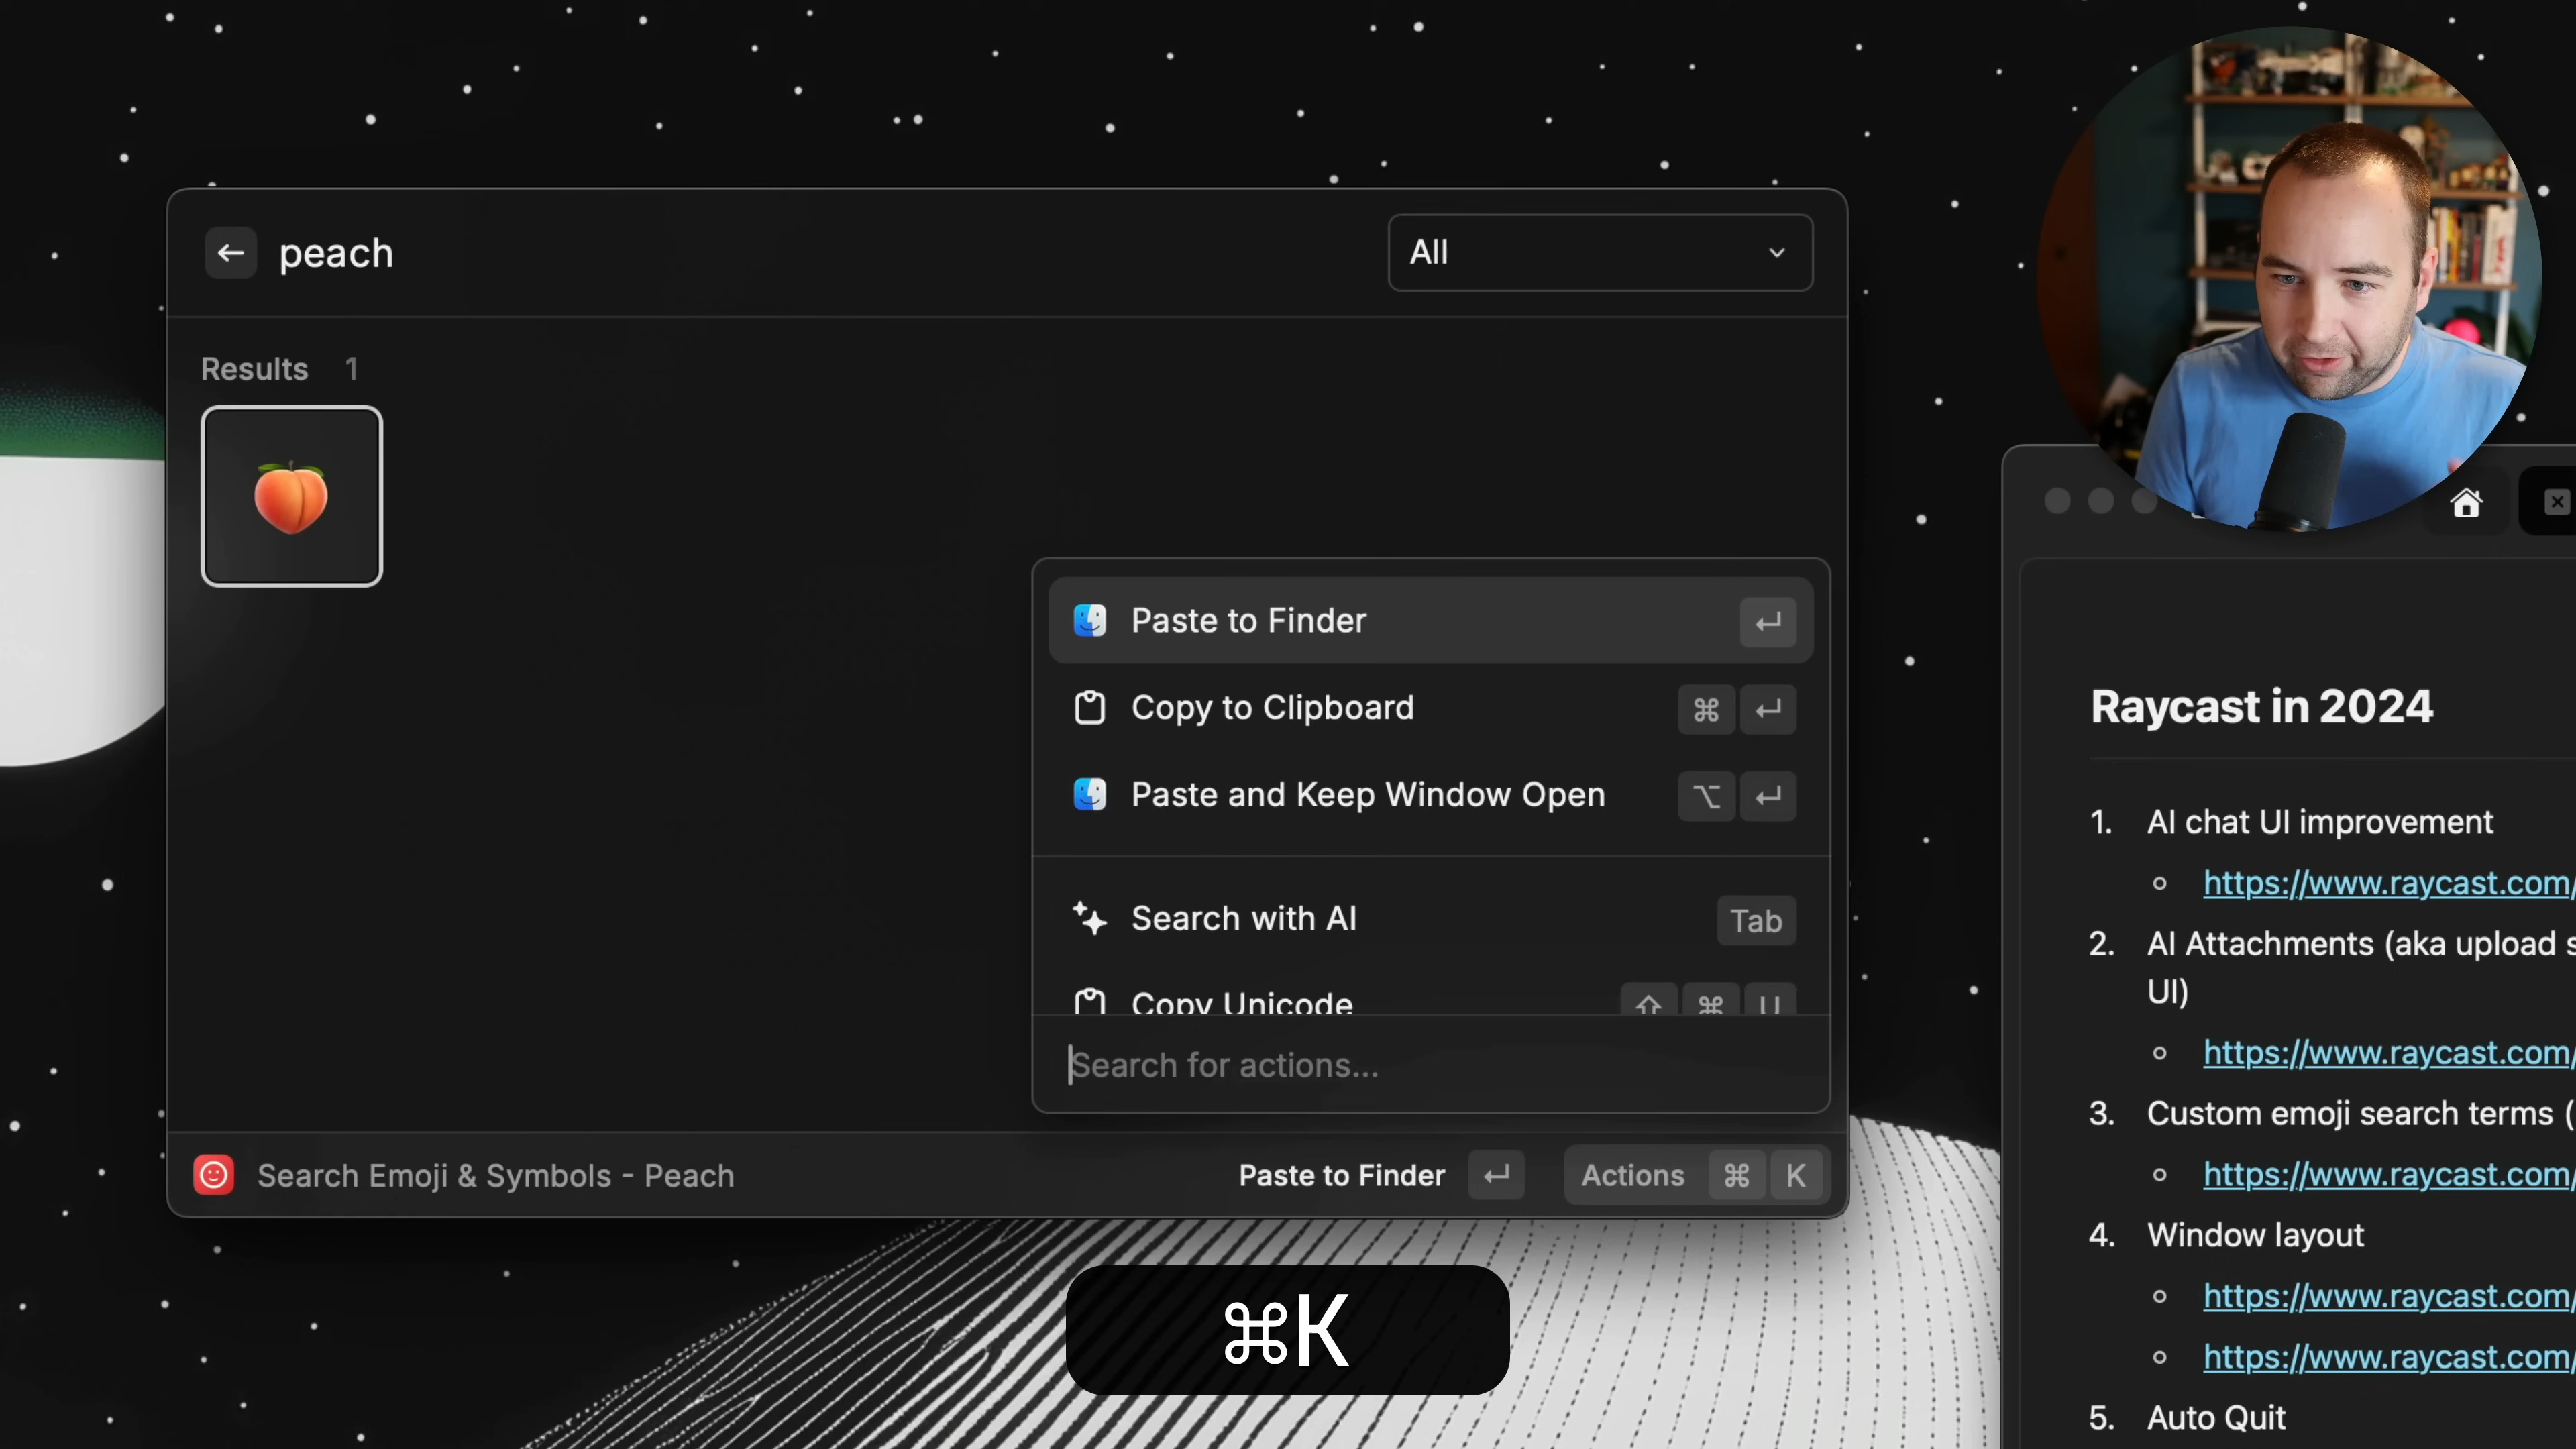 peach
All
Results 1
Paste to Finder
Copy to Clipboard ⌘
Paste and Keep Window Open ⌥
Search with AI Tab
Copy Unicode ⌘ U
Search for actions...
Search Emoji & Symbols - Peach
Paste to Finder
Actions ⌘ K
⌘K
Raycast in 2024
1. AI chat UI improvement
https://www.raycast.com/
2. AI Attachments (aka upload
UI)
https://www.raycast.com/
3. Custom emoji search terms (
https://www.raycast.com/
4. Window layout
https://www.raycast.com/
https://www.raycast.com/
5. Auto Quit